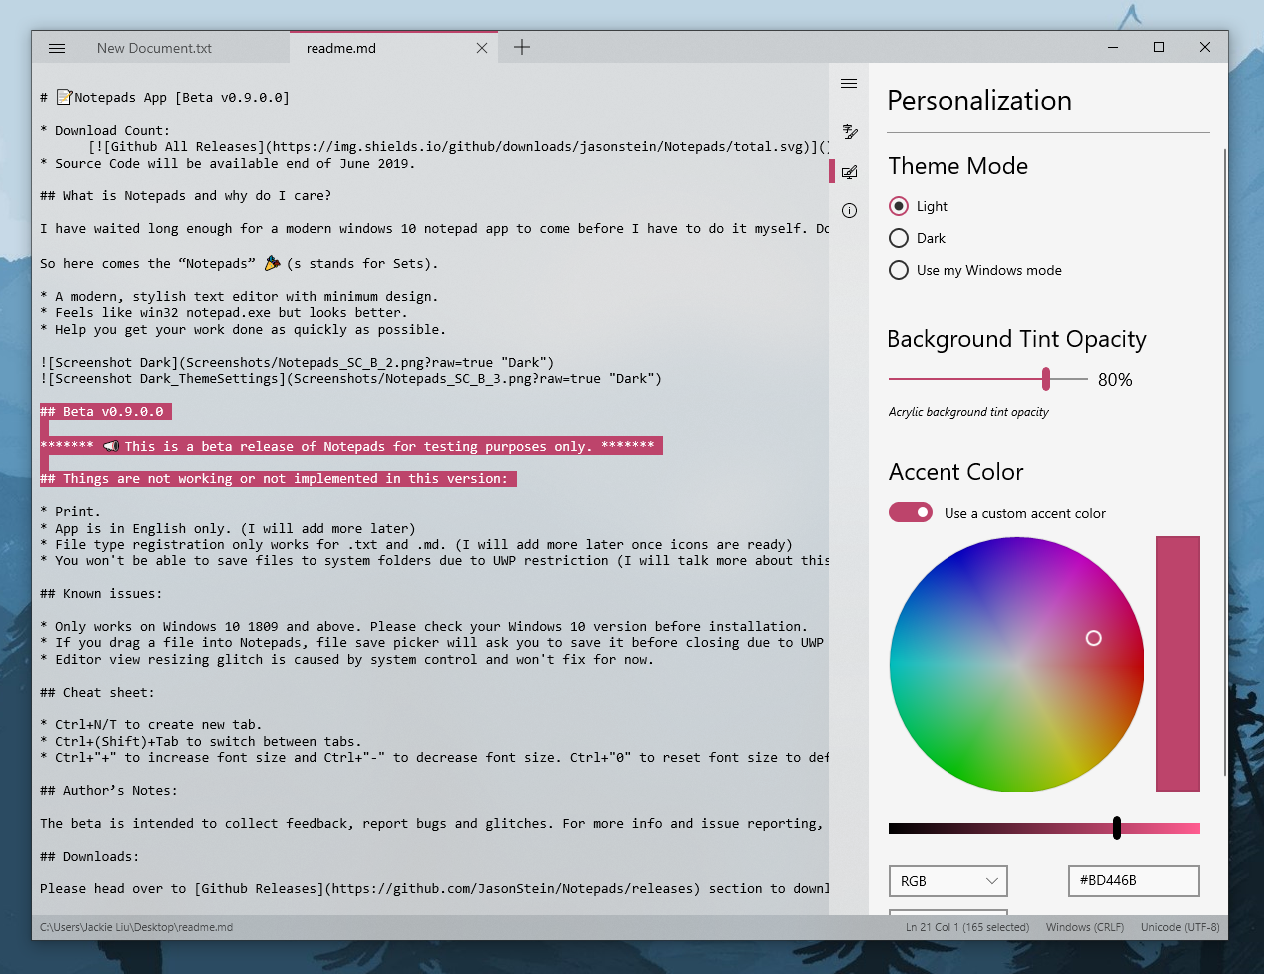 New Document.txt
readme.md
# 📝Notepads App [Beta v0.9.0.0]
* Download Count:
[![Github All Releases](https://img.shields.io/github/downloads/jasonstein/Notepads/total.svg)]()
* Source Code will be available end of June 2019.
## What is Notepads and why do I care?
I have waited long enough for a modern windows 10 notepad app to come before I have to do it myself. Do
So here comes the “Notepads” 🎉 (s stands for Sets).
* A modern, stylish text editor with minimum design.
* Feels like win32 notepad.exe but looks better.
* Help you get your work done as quickly as possible.
![Screenshot Dark](Screenshots/Notepads_SC_B_2.png?raw=true "Dark")
![Screenshot Dark_ThemeSettings](Screenshots/Notepads_SC_B_3.png?raw=true "Dark")
## Beta v0.9.0.0
******* 📢 This is a beta release of Notepads for testing purposes only. *******
## Things are not working or not implemented in this version:
* Print.
* App is in English only. (I will add more later)
* File type registration only works for .txt and .md. (I will add more later once icons are ready)
* You won't be able to save files to system folders due to UWP restriction (I will talk more about this
## Known issues:
* Only works on Windows 10 1809 and above. Please check your Windows 10 version before installation.
* If you drag a file into Notepads, file save picker will ask you to save it before closing due to UWP
* Editor view resizing glitch is caused by system control and won't fix for now.
## Cheat sheet:
* Ctrl+N/T to create new tab.
* Ctrl+(Shift)+Tab to switch between tabs.
* Ctrl+"+" to increase font size and Ctrl+"-" to decrease font size. Ctrl+"0" to reset font size to def
## Author’s Notes:
The beta is intended to collect feedback, report bugs and glitches. For more info and issue reporting,
## Downloads:
Please head over to [Github Releases](https://github.com/JasonStein/Notepads/releases) section to downl
Personalization
Theme Mode
Light
Dark
Use my Windows mode
Background Tint Opacity
80%
Acrylic background tint opacity
Accent Color
Use a custom accent color
RGB
#BD446B
C:\Users\Jackie Liu\Desktop\readme.md
Ln 21 Col 1 (165 selected)
Windows (CRLF)
Unicode (UTF-8)